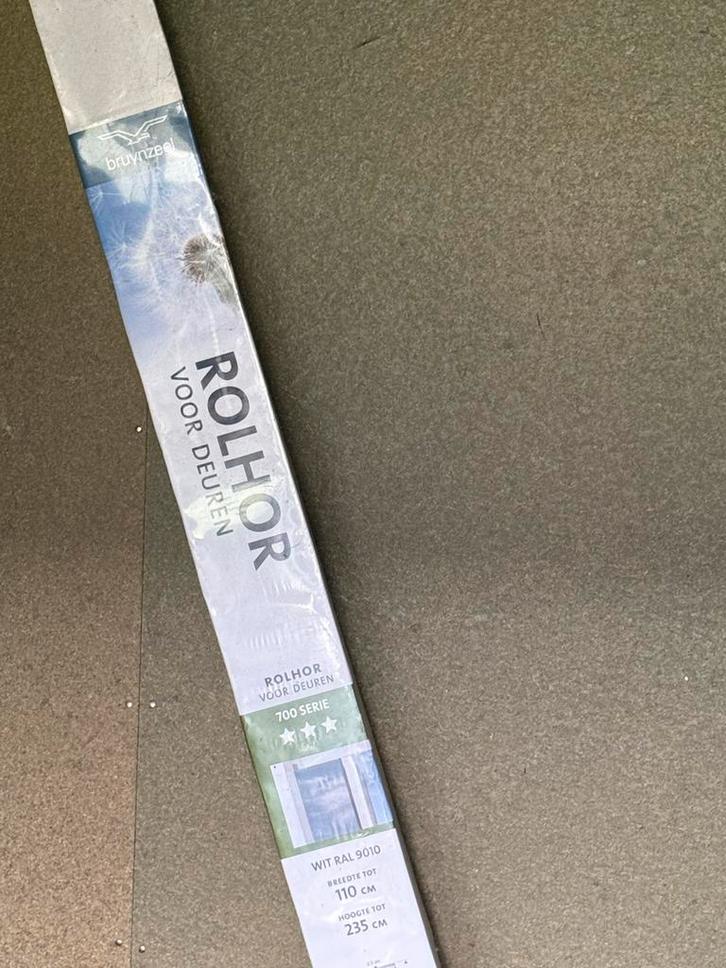 bruynzeel
ROLHOR
VOOR DEUREN
ROLHOR
VOOR DEUREN
700 SERIE
WIT RAL 9010
BREEDTE TOT
110 CM
HOOGTE TOT
235 CM